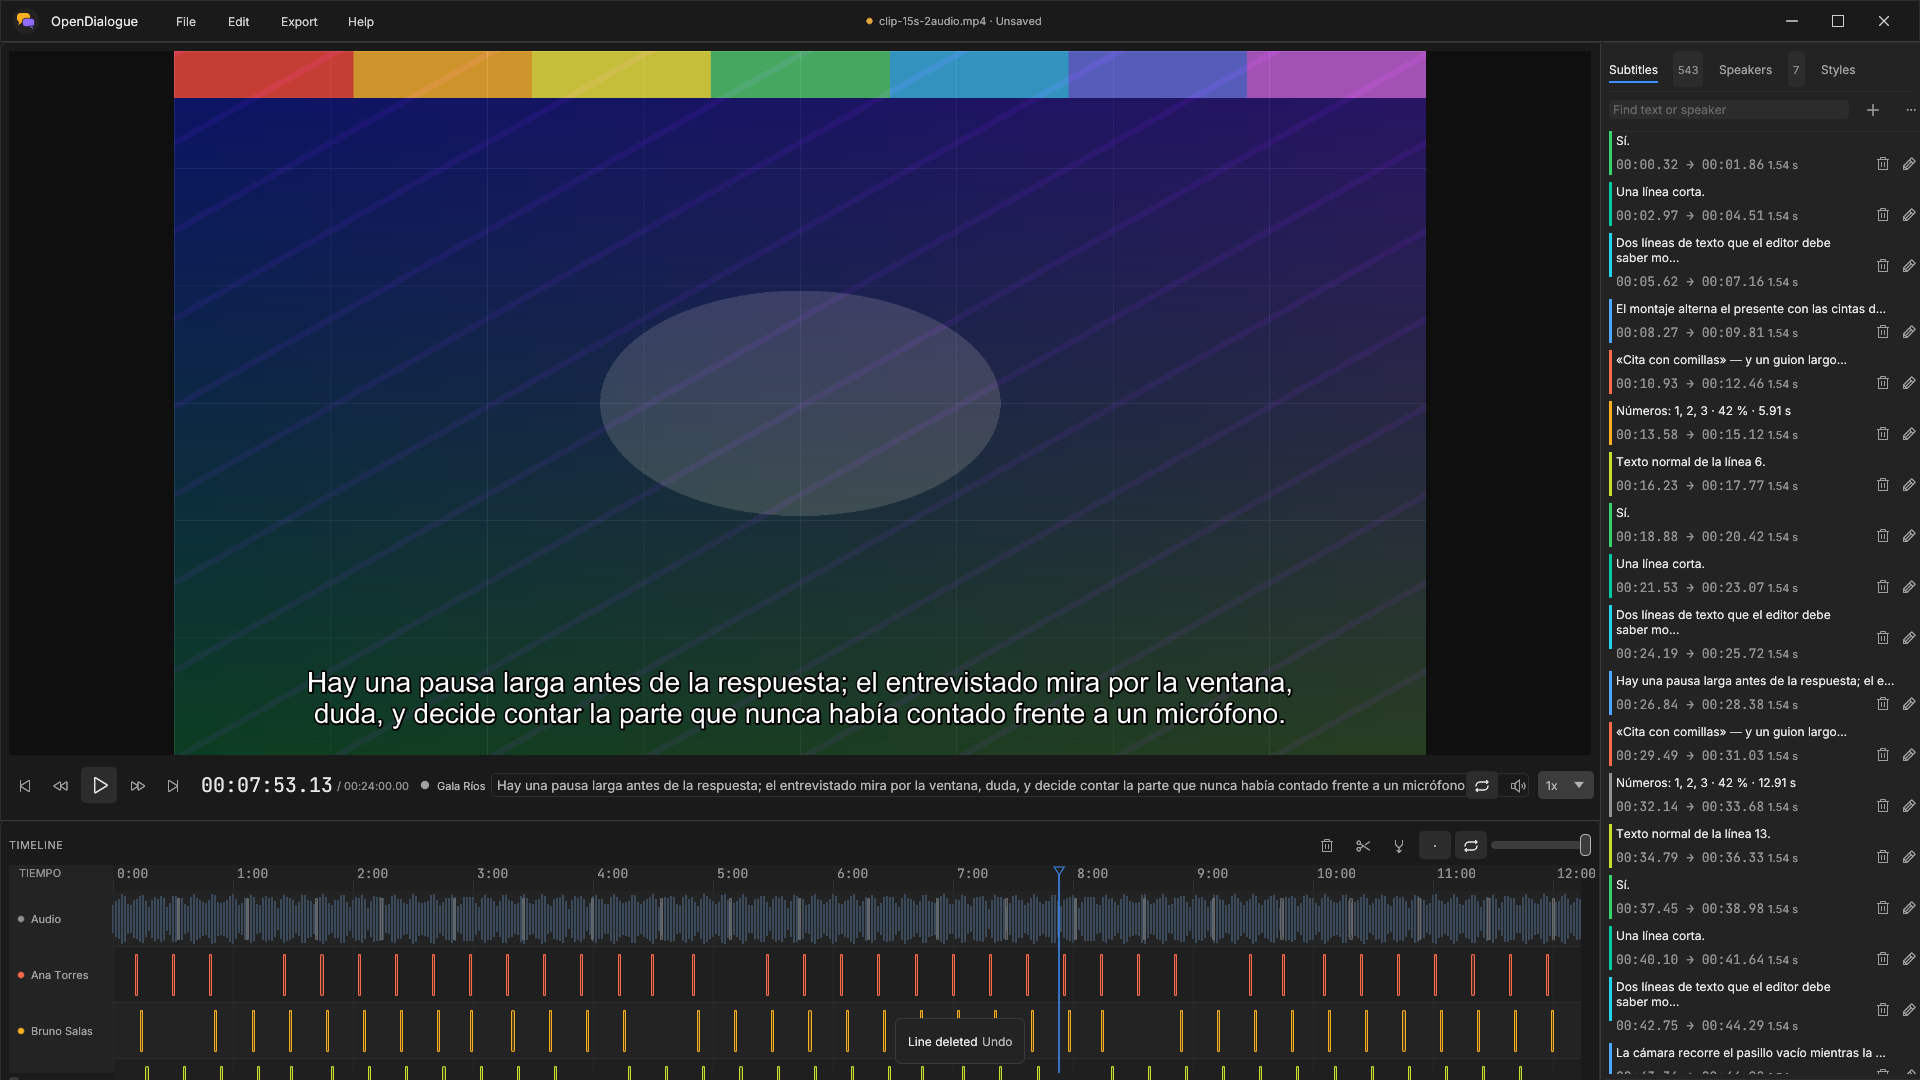 OpenDialogue
File
Edit
Export
Help
clip-15s-2audio.mp4 · Unsaved
Hay una pausa larga antes de la respuesta; el entrevistado mira por la ventana,
duda, y decide contar la parte que nunca había contado frente a un micrófono.
00:07:53.13 / 00:24:00.00
Gala Ríos
Hay una pausa larga antes de la respuesta; el entrevistado mira por la ventana, duda, y decide contar la parte que nunca había contado frente a un micrófono
1x
TIMELINE
TIEMPO
0:00 1:00 2:00 3:00 4:00 5:00 6:00 7:00 8:00 9:00 10:00 11:00 12:00
Audio
Ana Torres
Bruno Salas
Line deleted Undo
Subtitles 543 Speakers 7 Styles
Find text or speaker
Sí.
00:00.32 → 00:01.86 1.54 s
Una línea corta.
00:02.97 → 00:04.51 1.54 s
Dos líneas de texto que el editor debe
saber mo...
00:05.62 → 00:07.16 1.54 s
El montaje alterna el presente con las cintas d...
00:08.27 → 00:09.81 1.54 s
«Cita con comillas» — y un guion largo...
00:10.93 → 00:12.46 1.54 s
Números: 1, 2, 3 · 42 % · 5.91 s
00:13.58 → 00:15.12 1.54 s
Texto normal de la línea 6.
00:16.23 → 00:17.77 1.54 s
Sí.
00:18.88 → 00:20.42 1.54 s
Una línea corta.
00:21.53 → 00:23.07 1.54 s
Dos líneas de texto que el editor debe
saber mo...
00:24.19 → 00:25.72 1.54 s
Hay una pausa larga antes de la respuesta; el e...
00:26.84 → 00:28.38 1.54 s
«Cita con comillas» — y un guion largo...
00:29.49 → 00:31.03 1.54 s
Números: 1, 2, 3 · 42 % · 12.91 s
00:32.14 → 00:33.68 1.54 s
Texto normal de la línea 13.
00:34.79 → 00:36.33 1.54 s
Sí.
00:37.45 → 00:38.98 1.54 s
Una línea corta.
00:40.10 → 00:41.64 1.54 s
Dos líneas de texto que el editor debe
saber mo...
00:42.75 → 00:44.29 1.54 s
La cámara recorre el pasillo vacío mientras la ...